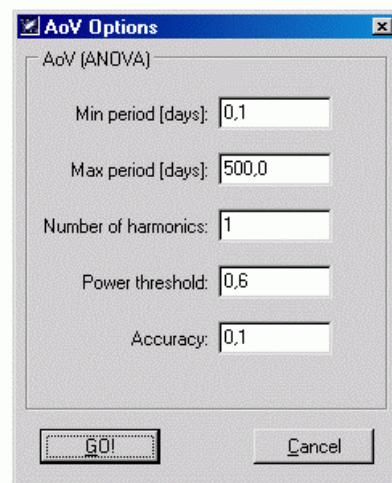 AoV Options
AoV (ANOVA)
Min period [days]: 0,1
Max period [days]: 500,0
Number of harmonics: 1
Power threshold: 0,6
Accuracy: 0,1
GO! Cancel